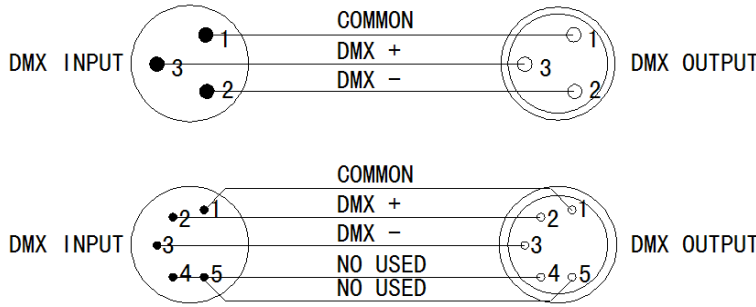 COMMON
1 1
DMX +
DMX INPUT 3 3 DMX OUTPUT
DMX -
2 2
COMMON
1 1
DMX +
2 2
DMX INPUT 3 DMX - 3 DMX OUTPUT
4 5 NO USED 4 5
NO USED